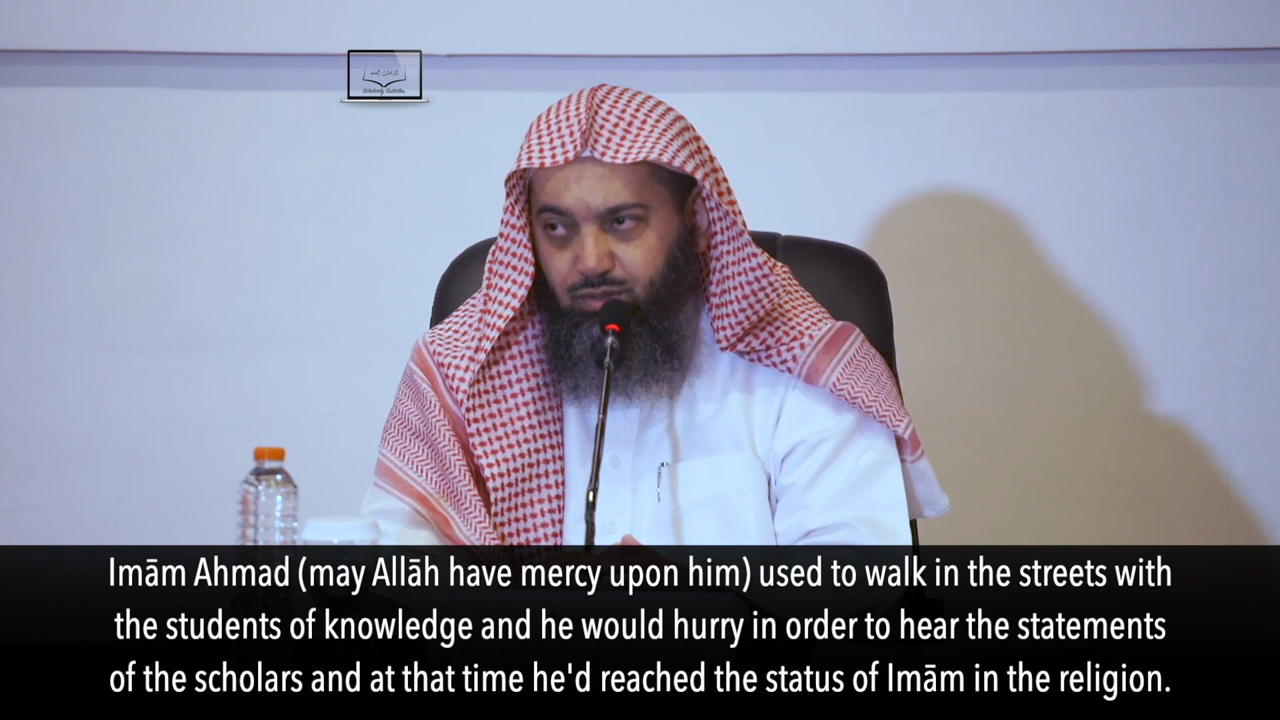 Scholarly Subtitles
Imām Ahmad (may Allāh have mercy upon him) used to walk in the streets with
the students of knowledge and he would hurry in order to hear the statements
of the scholars and at that time he'd reached the status of Imām in the religion.